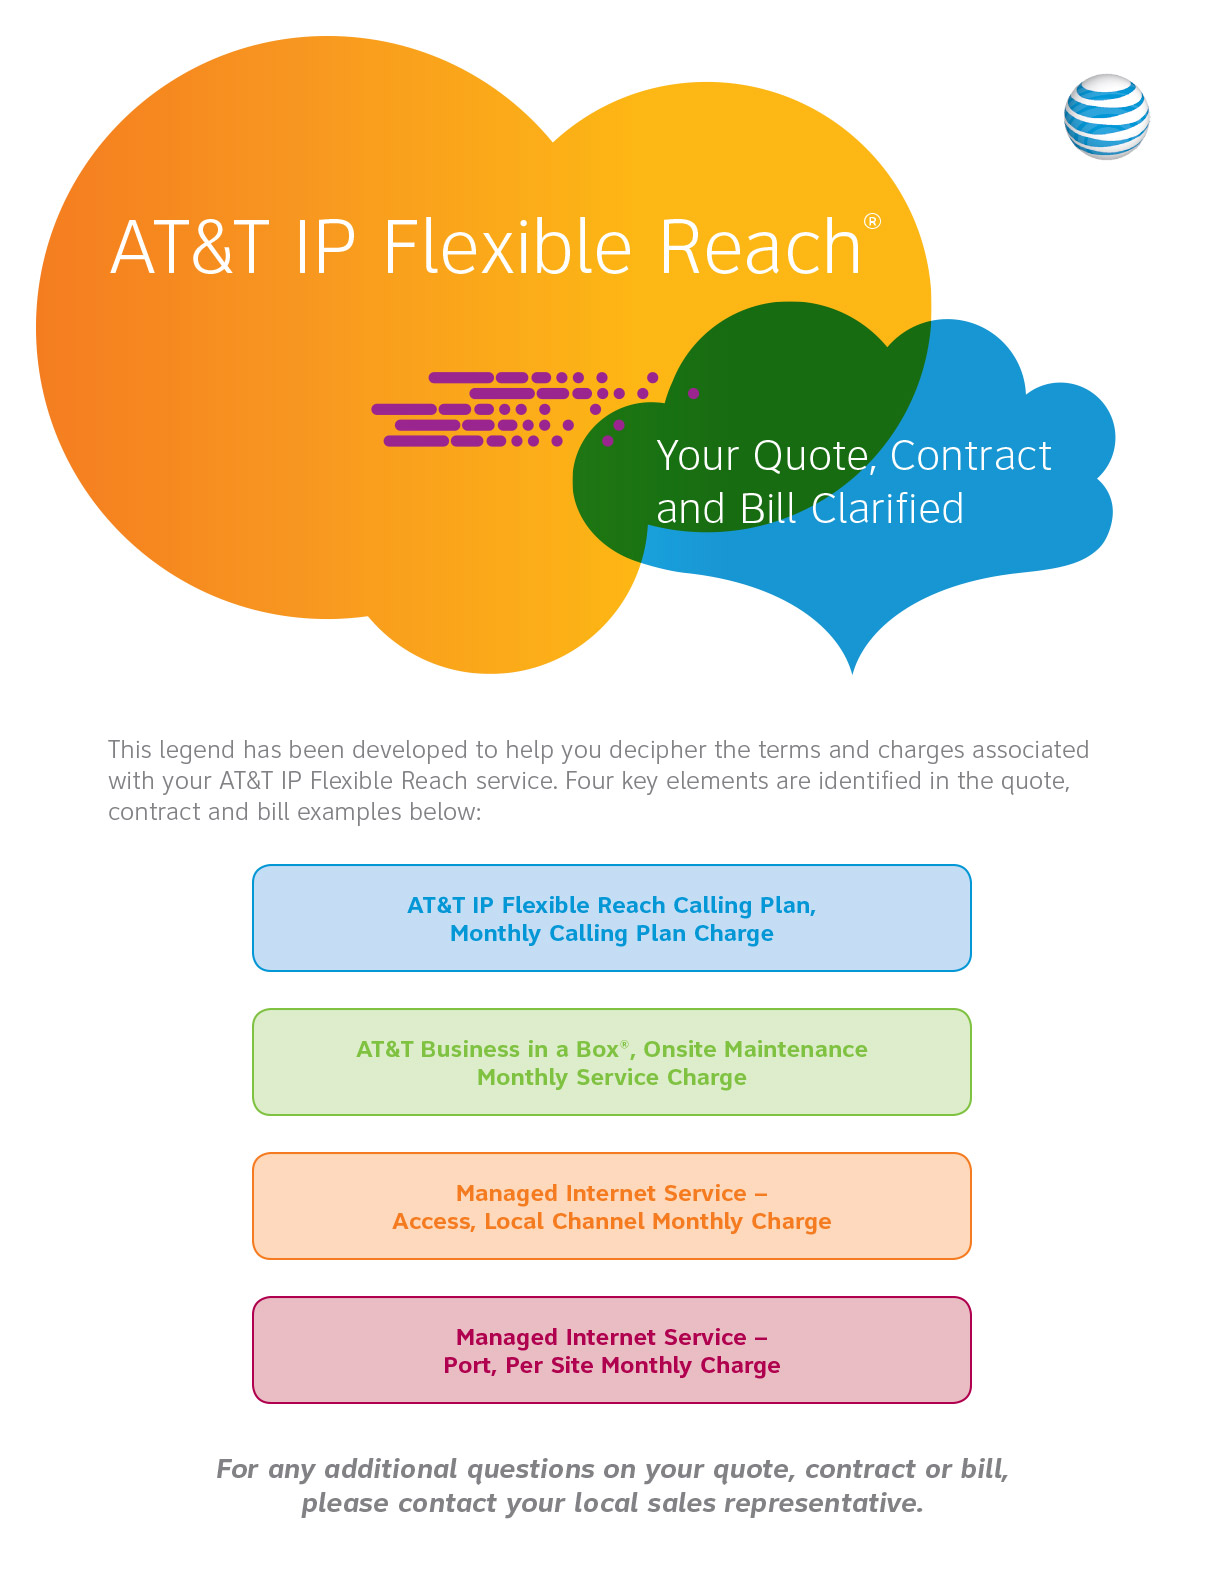 AT&T IP Flexible Reach®
Your Quote, Contract
and Bill Clarified
This legend has been developed to help you decipher the terms and charges associated
with your AT&T IP Flexible Reach service. Four key elements are identified in the quote,
contract and bill examples below:
AT&T IP Flexible Reach Calling Plan,
Monthly Calling Plan Charge
AT&T Business in a Box®, Onsite Maintenance
Monthly Service Charge
Managed Internet Service –
Access, Local Channel Monthly Charge
Managed Internet Service –
Port, Per Site Monthly Charge
For any additional questions on your quote, contract or bill,
please contact your local sales representative.